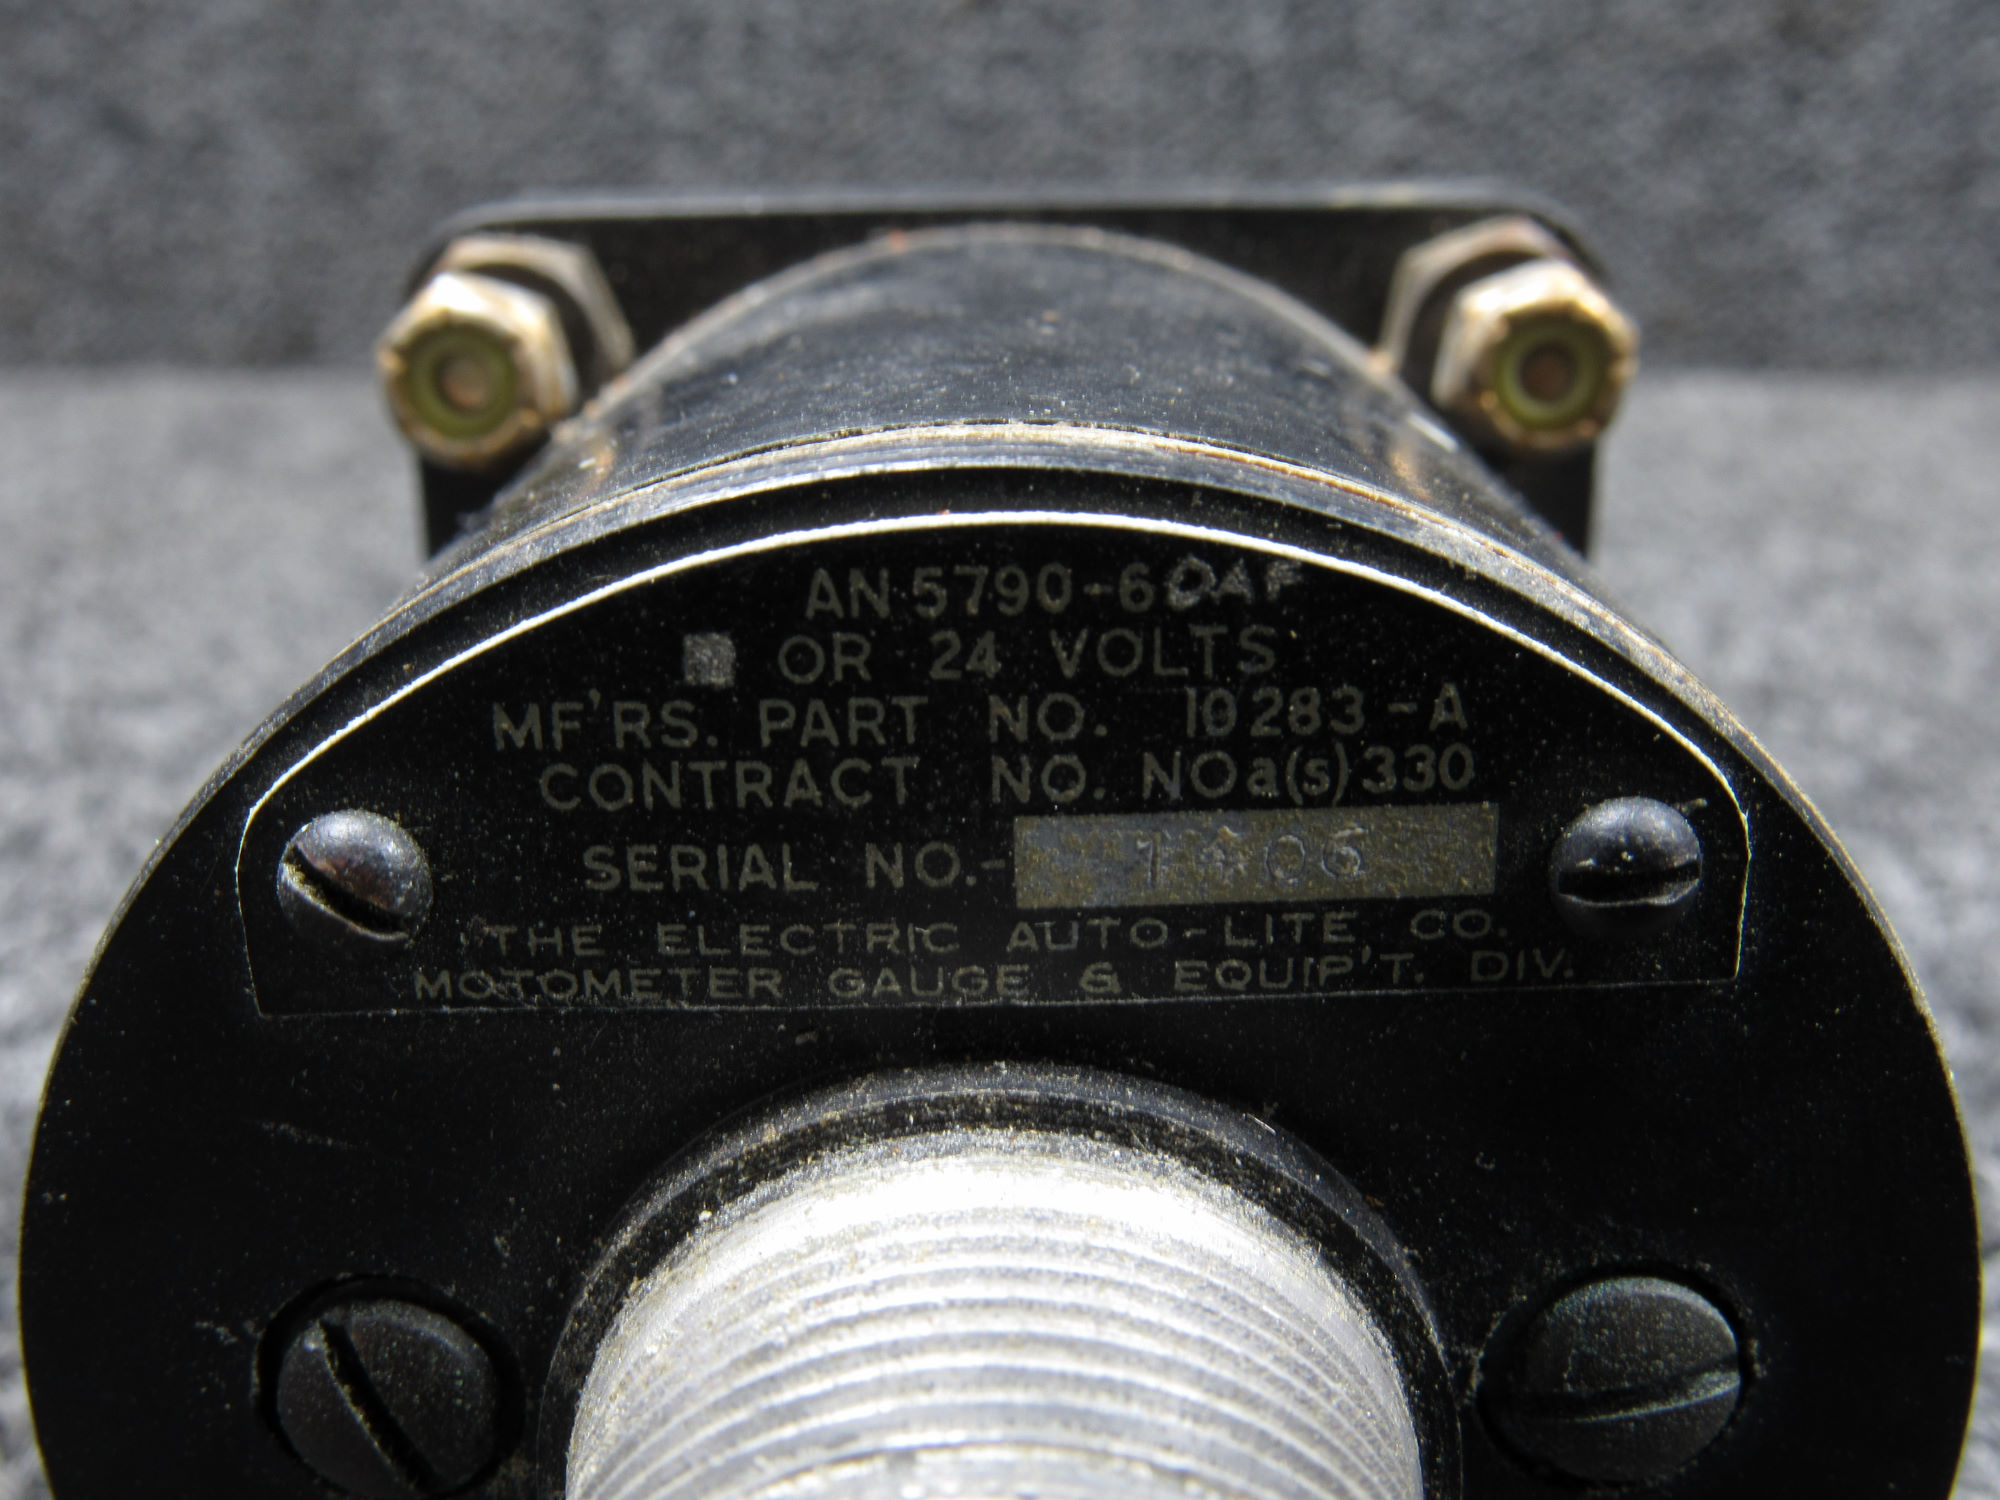 AN 5790-6DAF
OR 24 VOLTS
MF'RS. PART NO. 10283-A
CONTRACT NO. NOa(s)330
SERIAL NO.-
THE ELECTRIC AUTO-LITE CO.
MOTOMETER GAUGE & EQUIP'T. DIV.